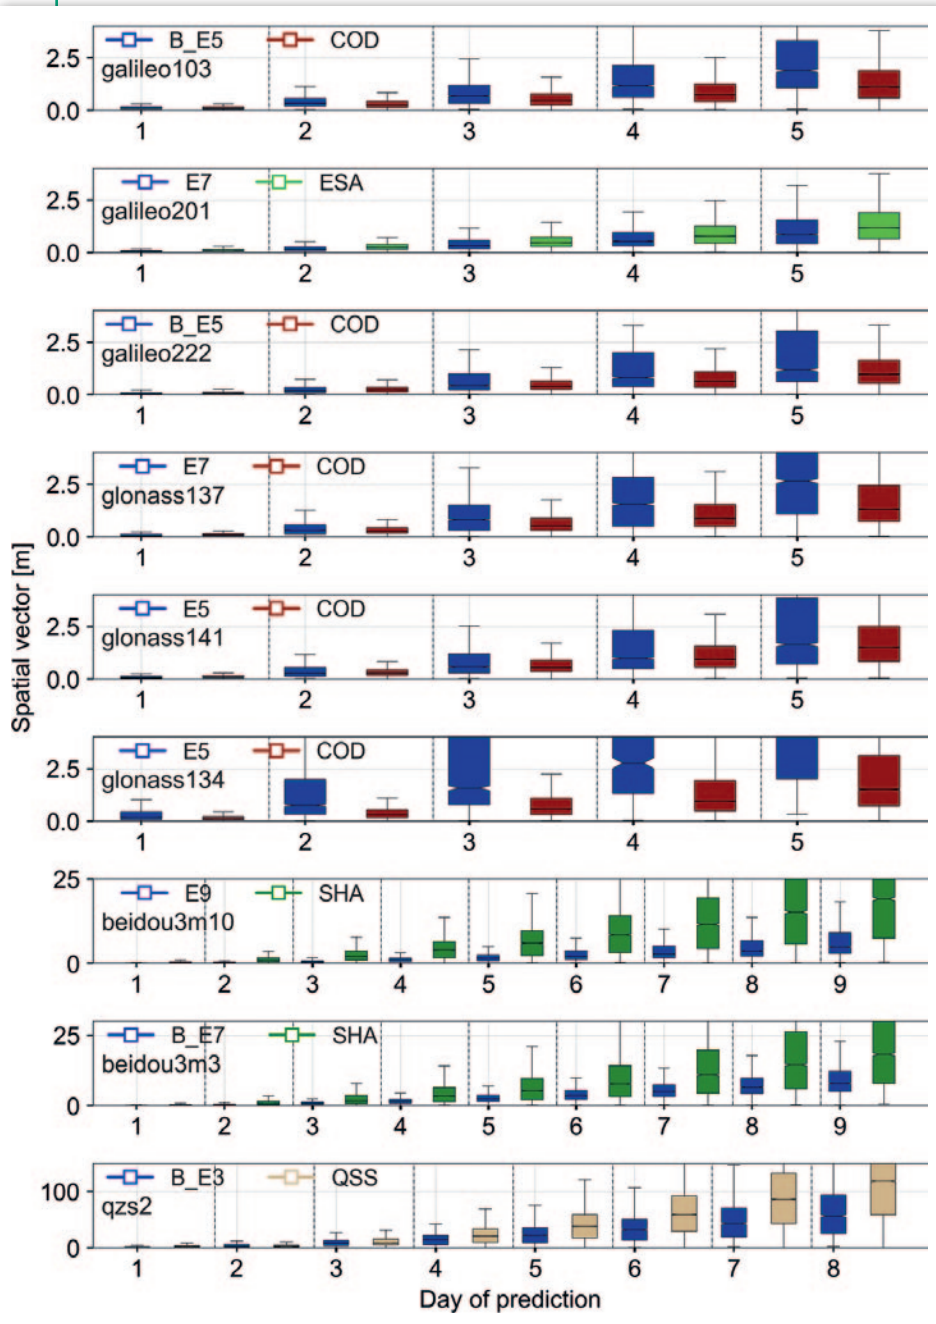 B_E5 COD
2.5
galileo103
0.0
1 2 3 4 5
E7 ESA
2.5
galileo201
0.0
1 2 3 4 5
B_E5 COD
2.5
galileo222
0.0
1 2 3 4 5
E7 COD
2.5
glonass137
0.0
1 2 3 4 5
E5 COD
2.5
glonass141
0.0
1 2 3 4 5
E5 COD
2.5
glonass134
0.0
1 2 3 4 5
25
E9 SHA
beidou3m10
0
1 2 3 4 5 6 7 8 9
25
B_E7 SHA
beidou3m3
0
1 2 3 4 5 6 7 8 9
B_E3 QSS
100
qzs2
0
1 2 3 4 5 6 7 8
Day of prediction
Spatial vector [m]